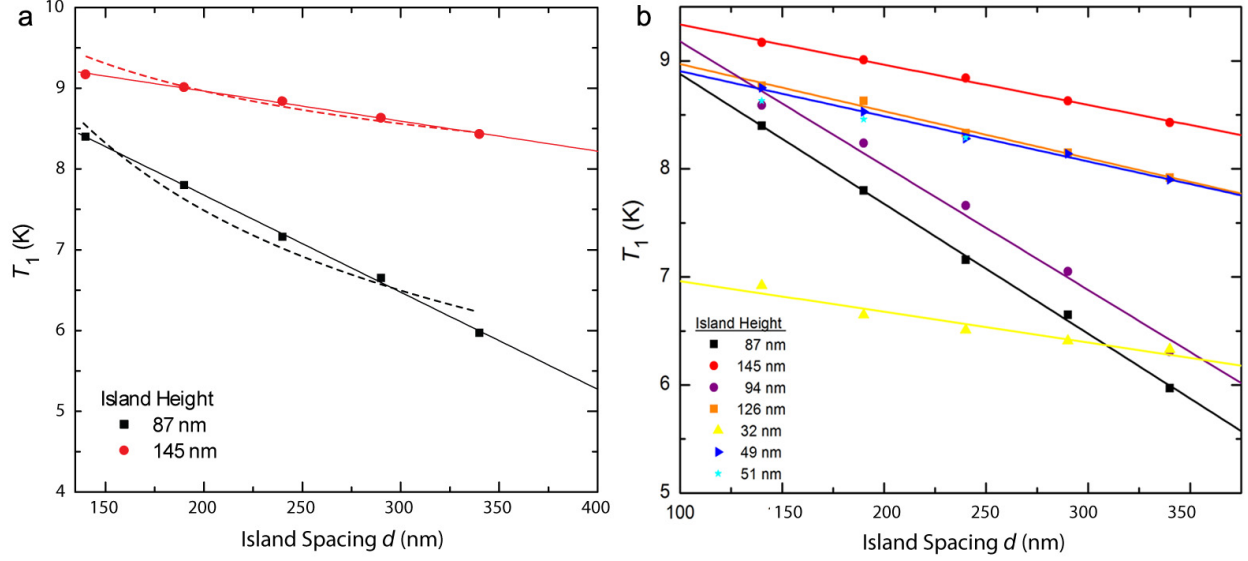 a
10
9
8
7
6
5
4
T1 (K)
Island Height
87 nm
145 nm
150
200
250
300
350
400
Island Spacing d (nm)
b
9
8
7
6
5
T1 (K)
Island Height
87 nm
145 nm
94 nm
126 nm
32 nm
49 nm
51 nm
100
200
250
300
350
Island Spacing d (nm)